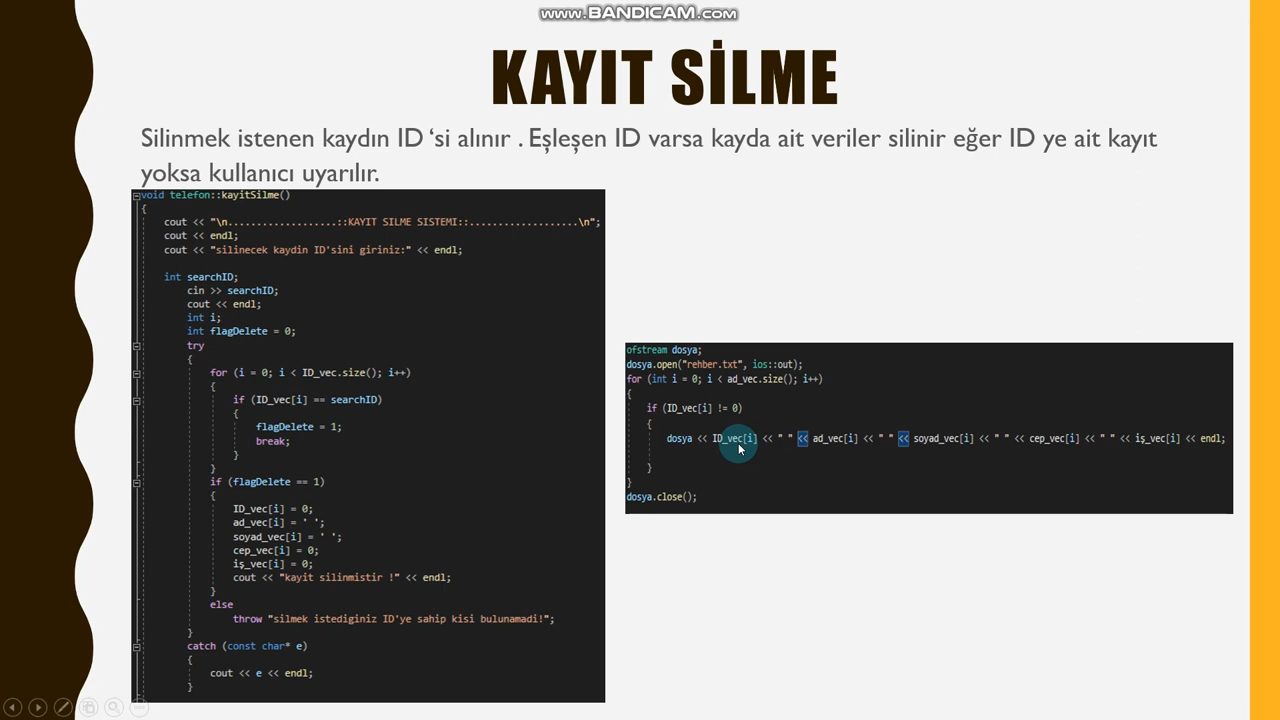 www.BANDICAM.com
KAYIT SİLME
Silinmek istenen kaydın ID ‘si alınır . Eşleşen ID varsa kayda ait veriler silinir eğer ID ye ait kayıt
yoksa kullanıcı uyarılır.
void telefon::kayitSilme()
{
cout << "\n..................::KAYIT SILME SISTEMI::..................\n";
cout << endl;
cout << "silinecek kaydin ID'sini giriniz:" << endl;
int searchID;
cin >> searchID;
cout << endl;
int i;
int flagDelete = 0;
try
{
for (i = 0; i < ID_vec.size(); i++)
{
if (ID_vec[i] == searchID)
{
flagDelete = 1;
break;
}
}
if (flagDelete == 1)
{
ID_vec[i] = 0;
ad_vec[i] = ' ';
soyad_vec[i] = ' ';
cep_vec[i] = 0;
iş_vec[i] = 0;
cout << "kayit silinmistir !" << endl;
}
else
throw "silmek istediginiz ID'ye sahip kisi bulunamadi!";
}
catch (const char* e)
{
cout << e << endl;
}
ofstream dosya;
dosya.open("rehber.txt", ios::out);
for (int i = 0; i < ad_vec.size(); i++)
{
if (ID_vec[i] != 0)
{
dosya << ID_vec[i] << " " << ad_vec[i] << " " << soyad_vec[i] << " " << cep_vec[i] << " " << iş_vec[i] << endl;
}
}
dosya.close();